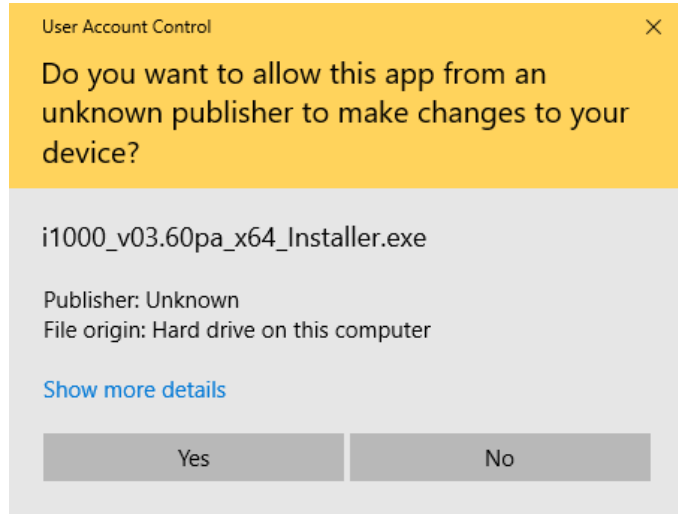 User Account Control
Do you want to allow this app from an
unknown publisher to make changes to your
device?
i1000_v03.60pa_x64_Installer.exe
Publisher: Unknown
File origin: Hard drive on this computer
Show more details
Yes
No